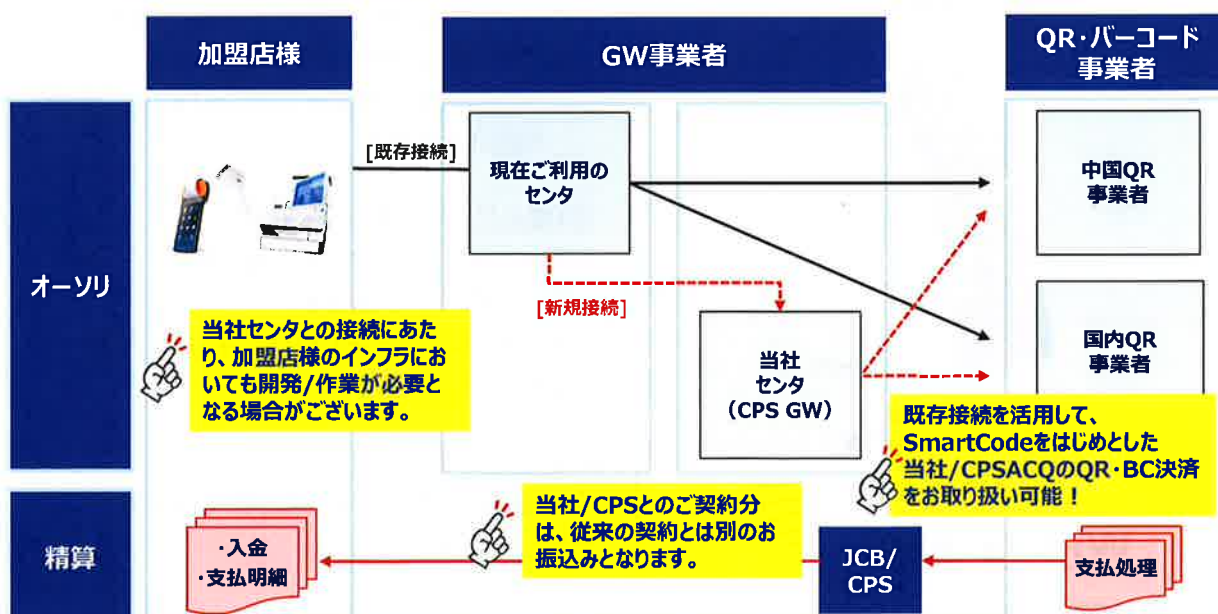 加盟店様
GW事業者
QR・バーコード
事業者
オーソリ
[既存接続]
現在ご利用の
センタ
中国QR
事業者
[新規接続]
当社センタとの接続にあた
り、加盟店様のインフラにお
いても開発/作業が必要と
なる場合がございます。
当社
センタ
（CPS GW）
国内QR
事業者
既存接続を活用して、
SmartCodeをはじめとした
当社/CPSACQのQR・BC決済
をお取り扱い可能！
精算
・入金
・支払明細
当社/CPSとのご契約分
は、従来の契約とは別のお
振込みとなります。
JCB/
CPS
支払処理